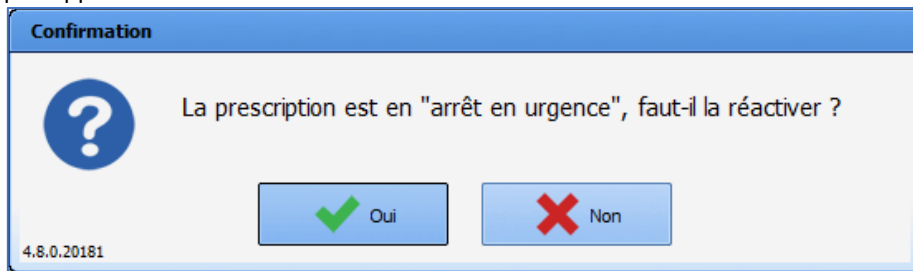 Confirmation
La prescription est en "arrêt en urgence", faut-il la réactiver ?
Oui
Non
4.8.0.20181